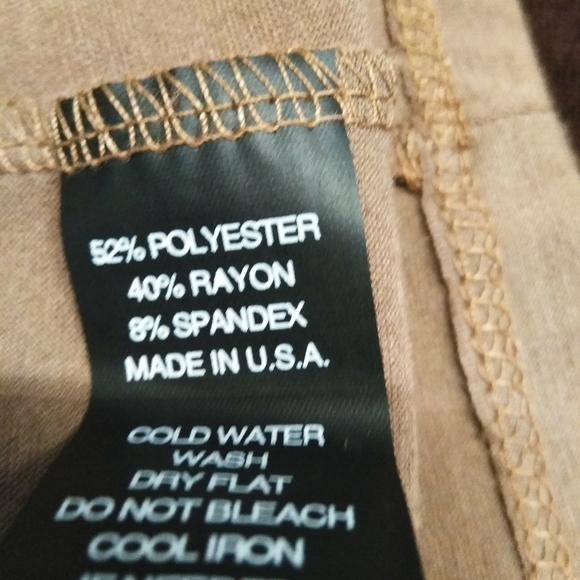 52% POLYESTER
40% RAYON
8% SPANDEX
MADE IN U.S.A.
COLD WATER
WASH
DRY FLAT
DO NOT BLEACH
COOL IRON